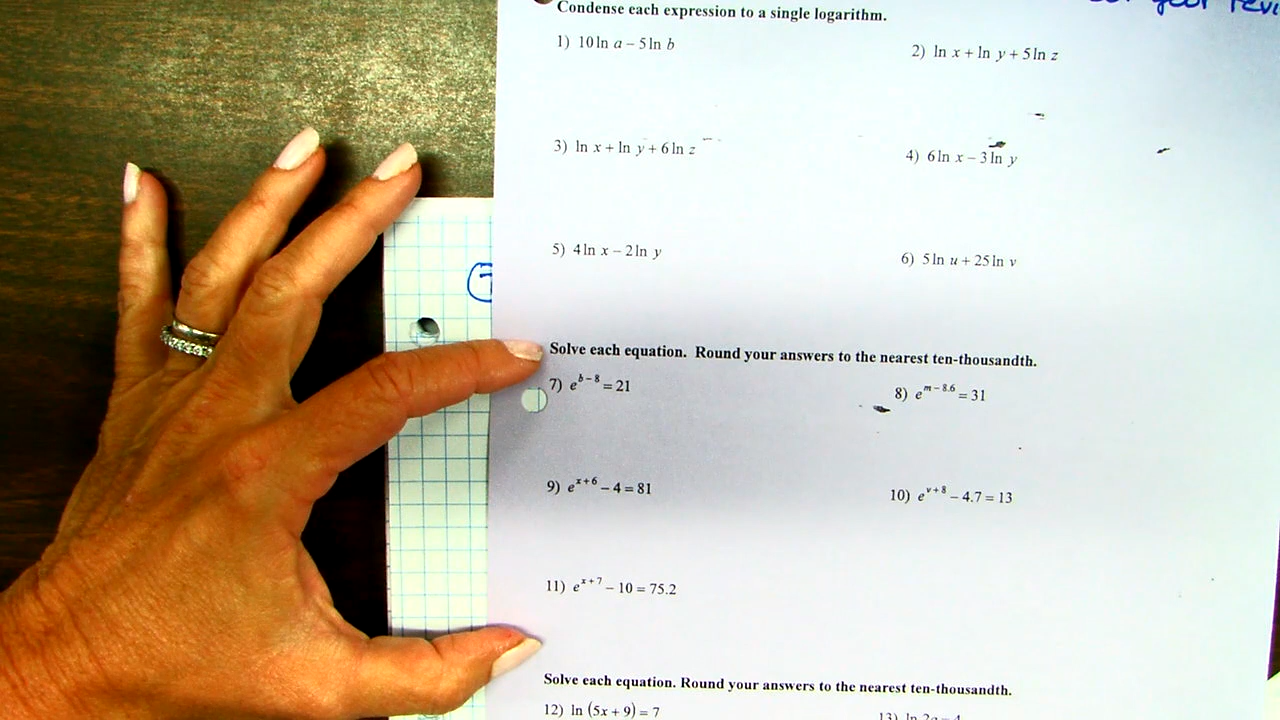 Condense each expression to a single logarithm.
1) 10 ln a − 5 ln b
2) ln x + ln y + 5 ln z
3) ln x + ln y + 6 ln z
4) 6 ln x − 3 ln y
5) 4 ln x − 2 ln y
6) 5 ln u + 25 ln v
Solve each equation. Round your answers to the nearest ten-thousandth.
7) e^{b − 8} = 21
8) e^{m − 8.6} = 31
9) e^{x + 6} − 4 = 81
10) e^{v + 8} − 4.7 = 13
11) e^{x + 7} − 10 = 75.2
Solve each equation. Round your answers to the nearest ten-thousandth.
12) ln (5x + 9) = 7
13) ln